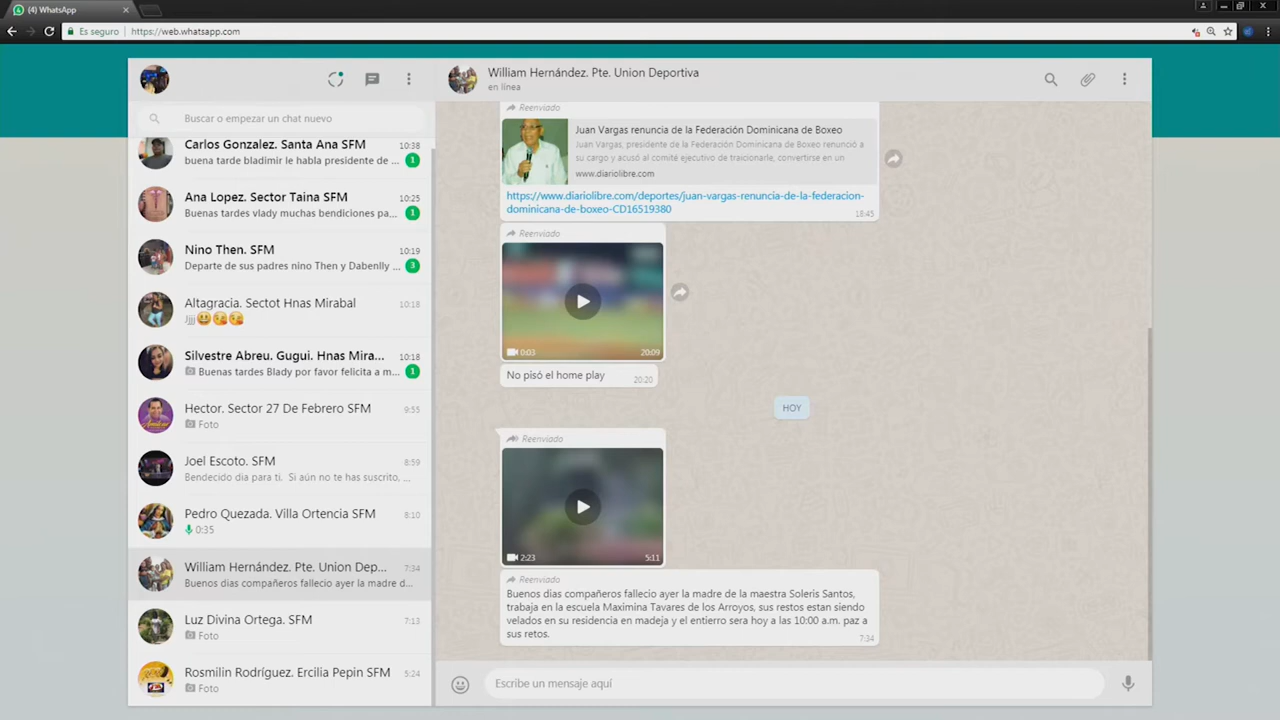 (4) WhatsApp
Es seguro
https://web.whatsapp.com
Buscar o empezar un chat nuevo
Carlos Gonzalez. Santa Ana SFM
10:38
buena tarde bladimir le habla presidente de ...
1
Ana Lopez. Sector Taina SFM
10:25
Buenas tardes vlady muchas bendiciones pa...
1
Nino Then. SFM
10:19
Departe de sus padres nino Then y Dabenlly ...
3
Altagracia. Sectot Hnas Mirabal
10:18
Jjjj😃😘😘
Silvestre Abreu. Gugui. Hnas Mira...
10:18
Buenas tardes Blady por favor felicita a m...
1
Hector. Sector 27 De Febrero SFM
9:55
Foto
Joel Escoto. SFM
8:59
Bendecido dia para ti. Si aún no te has suscrito, ...
Pedro Quezada. Villa Ortencia SFM
8:10
0:35
William Hernández. Pte. Union Dep...
7:34
Buenos dias compañeros fallecio ayer la madre d...
Luz Divina Ortega. SFM
7:13
Foto
Rosmilin Rodríguez. Ercilia Pepin SFM
5:24
Foto
William Hernández. Pte. Union Deportiva
en línea
Reenviado
Juan Vargas renuncia de la Federación Dominicana de Boxeo
Juan Vargas, presidente de la Federación Dominicana de Boxeo, renunció a
su cargo y acusó al comité ejecutivo de traicionarle, convertirse en un
www.diariolibre.com
https://www.diariolibre.com/deportes/juan-vargas-renuncia-de-la-federacion-
dominicana-de-boxeo-CD16519380
18:45
Reenviado
0:03
20:09
No pisó el home play
20:20
HOY
Reenviado
2:23
5:11
Reenviado
Buenos dias compañeros fallecio ayer la madre de la maestra Soleris Santos,
trabaja en la escuela Maximina Tavares de los Arroyos, sus restos estan siendo
velados en su residencia en madeja y el entierro sera hoy a las 10:00 a.m. paz a
sus retos.
7:34
Escribe un mensaje aquí